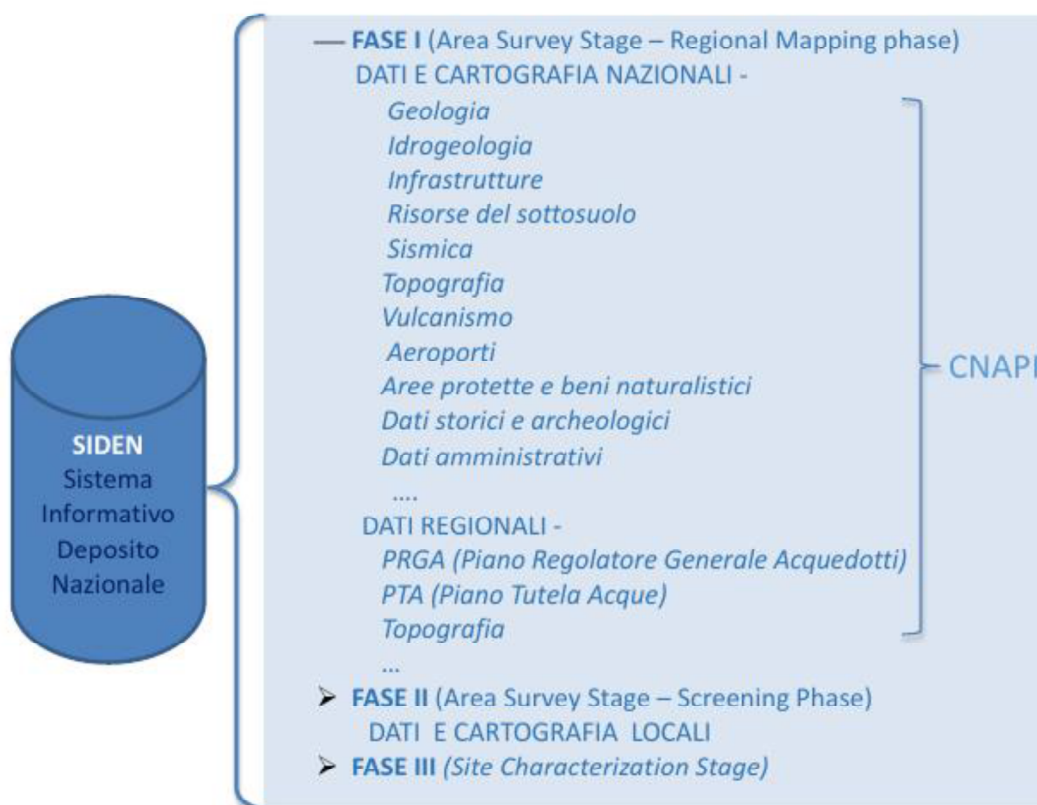 SIDEN
Sistema
Informativo
Deposito
Nazionale
— FASE I (Area Survey Stage – Regional Mapping phase)
DATI E CARTOGRAFIA NAZIONALI -
Geologia
Idrogeologia
Infrastrutture
Risorse del sottosuolo
Sismica
Topografia
Vulcanismo
Aeroporti
Aree protette e beni naturalistici
Dati storici e archeologici
Dati amministrativi
....
DATI REGIONALI -
PRGA (Piano Regolatore Generale Acquedotti)
PTA (Piano Tutela Acque)
Topografia
...
CNAPI
➢ FASE II (Area Survey Stage – Screening Phase)
DATI E CARTOGRAFIA LOCALI
➢ FASE III (Site Characterization Stage)